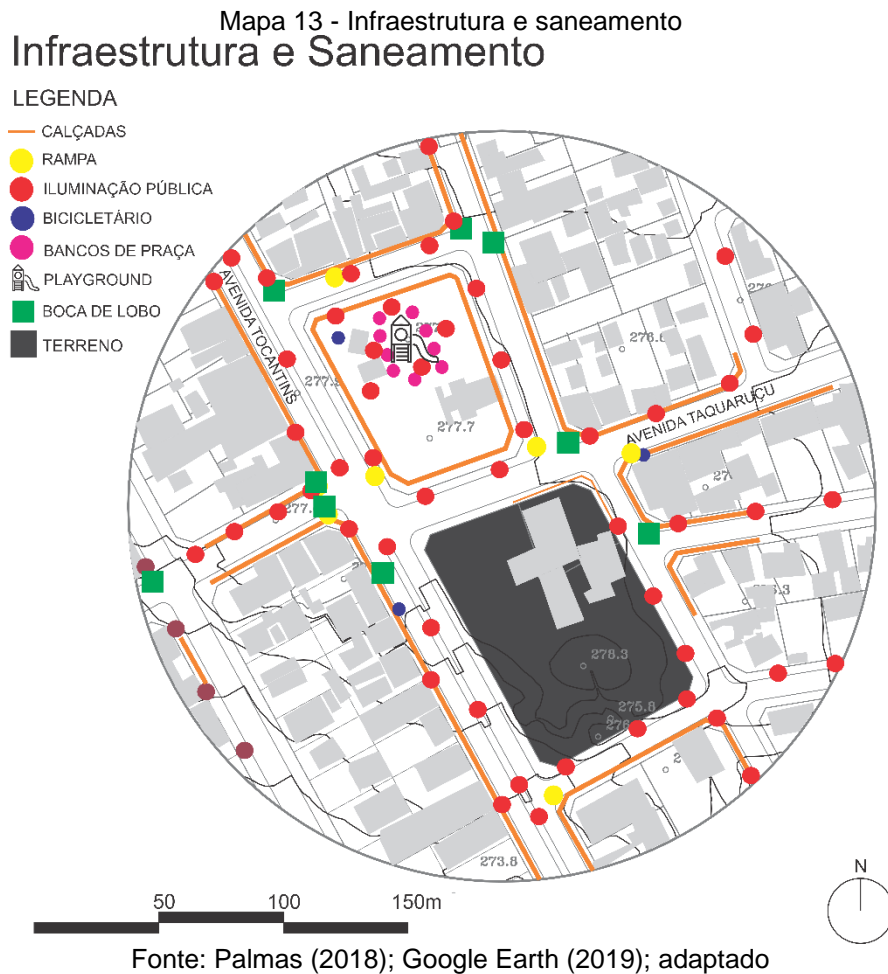 Mapa 13 - Infraestrutura e saneamento
Infraestrutura e Saneamento
LEGENDA
CALÇADAS
RAMPA
ILUMINAÇÃO PÚBLICA
BICICLETÁRIO
BANCOS DE PRAÇA
PLAYGROUND
BOCA DE LOBO
TERRENO
AVENIDA TOCANTINS
AVENIDA TAQUARUÇU
277.7
278.3
275.8
273.8
50
100
150m
N
Fonte: Palmas (2018); Google Earth (2019); adaptado